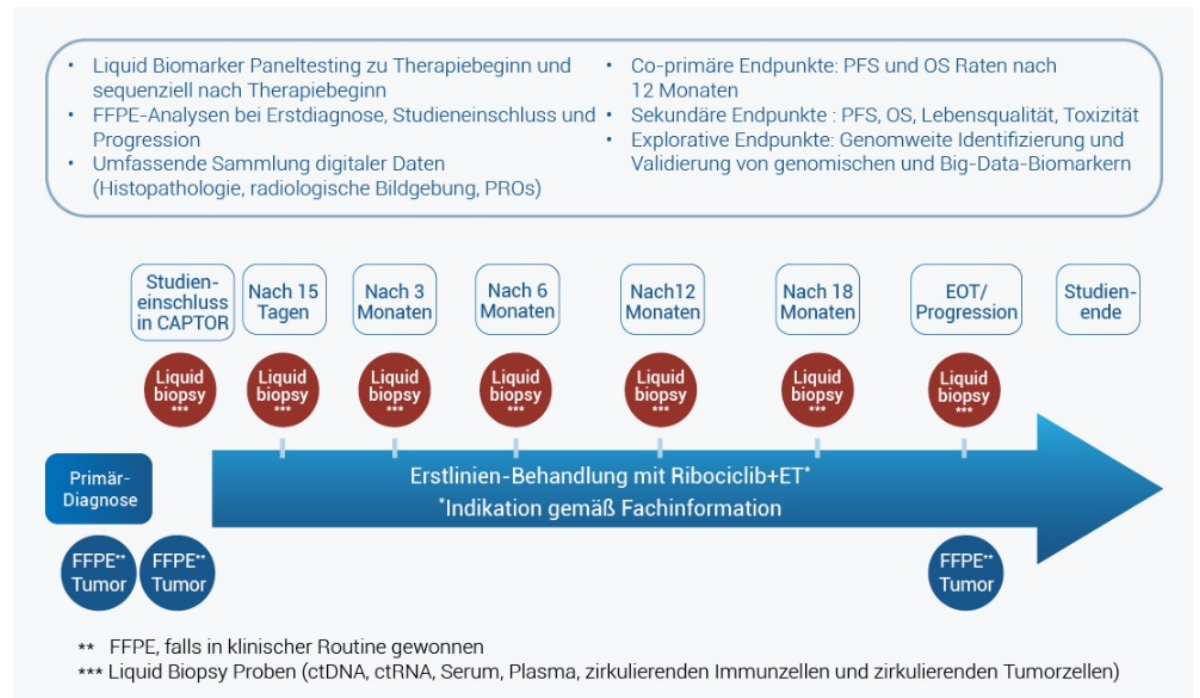 • Liquid Biomarker Paneltesting zu Therapiebeginn und
sequenziell nach Therapiebeginn
• FFPE-Analysen bei Erstdiagnose, Studieneinschluss und
Progression
• Umfassende Sammlung digitaler Daten
(Histopathologie, radiologische Bildgebung, PROs)
• Co-primäre Endpunkte: PFS und OS Raten nach
12 Monaten
• Sekundäre Endpunkte : PFS, OS, Lebensqualität, Toxizität
• Explorative Endpunkte: Genomweite Identifizierung und
Validierung von genomischen und Big-Data-Biomarkern
Studien-
einschluss
in CAPTOR
Nach 15
Tagen
Nach 3
Monaten
Nach 6
Monaten
Nach12
Monaten
Nach 18
Monaten
EOT/
Progression
Studien-
ende
Liquid
biopsy
***
Liquid
biopsy
***
Liquid
biopsy
***
Liquid
biopsy
***
Liquid
biopsy
***
Liquid
biopsy
***
Liquid
biopsy
***
Primär-
Diagnose
Erstlinien-Behandlung mit Ribociclib+ET*
*Indikation gemäß Fachinformation
FFPE**
Tumor
FFPE**
Tumor
FFPE**
Tumor
** FFPE, falls in klinischer Routine gewonnen
*** Liquid Biopsy Proben (ctDNA, ctRNA, Serum, Plasma, zirkulierenden Immunzellen und zirkulierenden Tumorzellen)